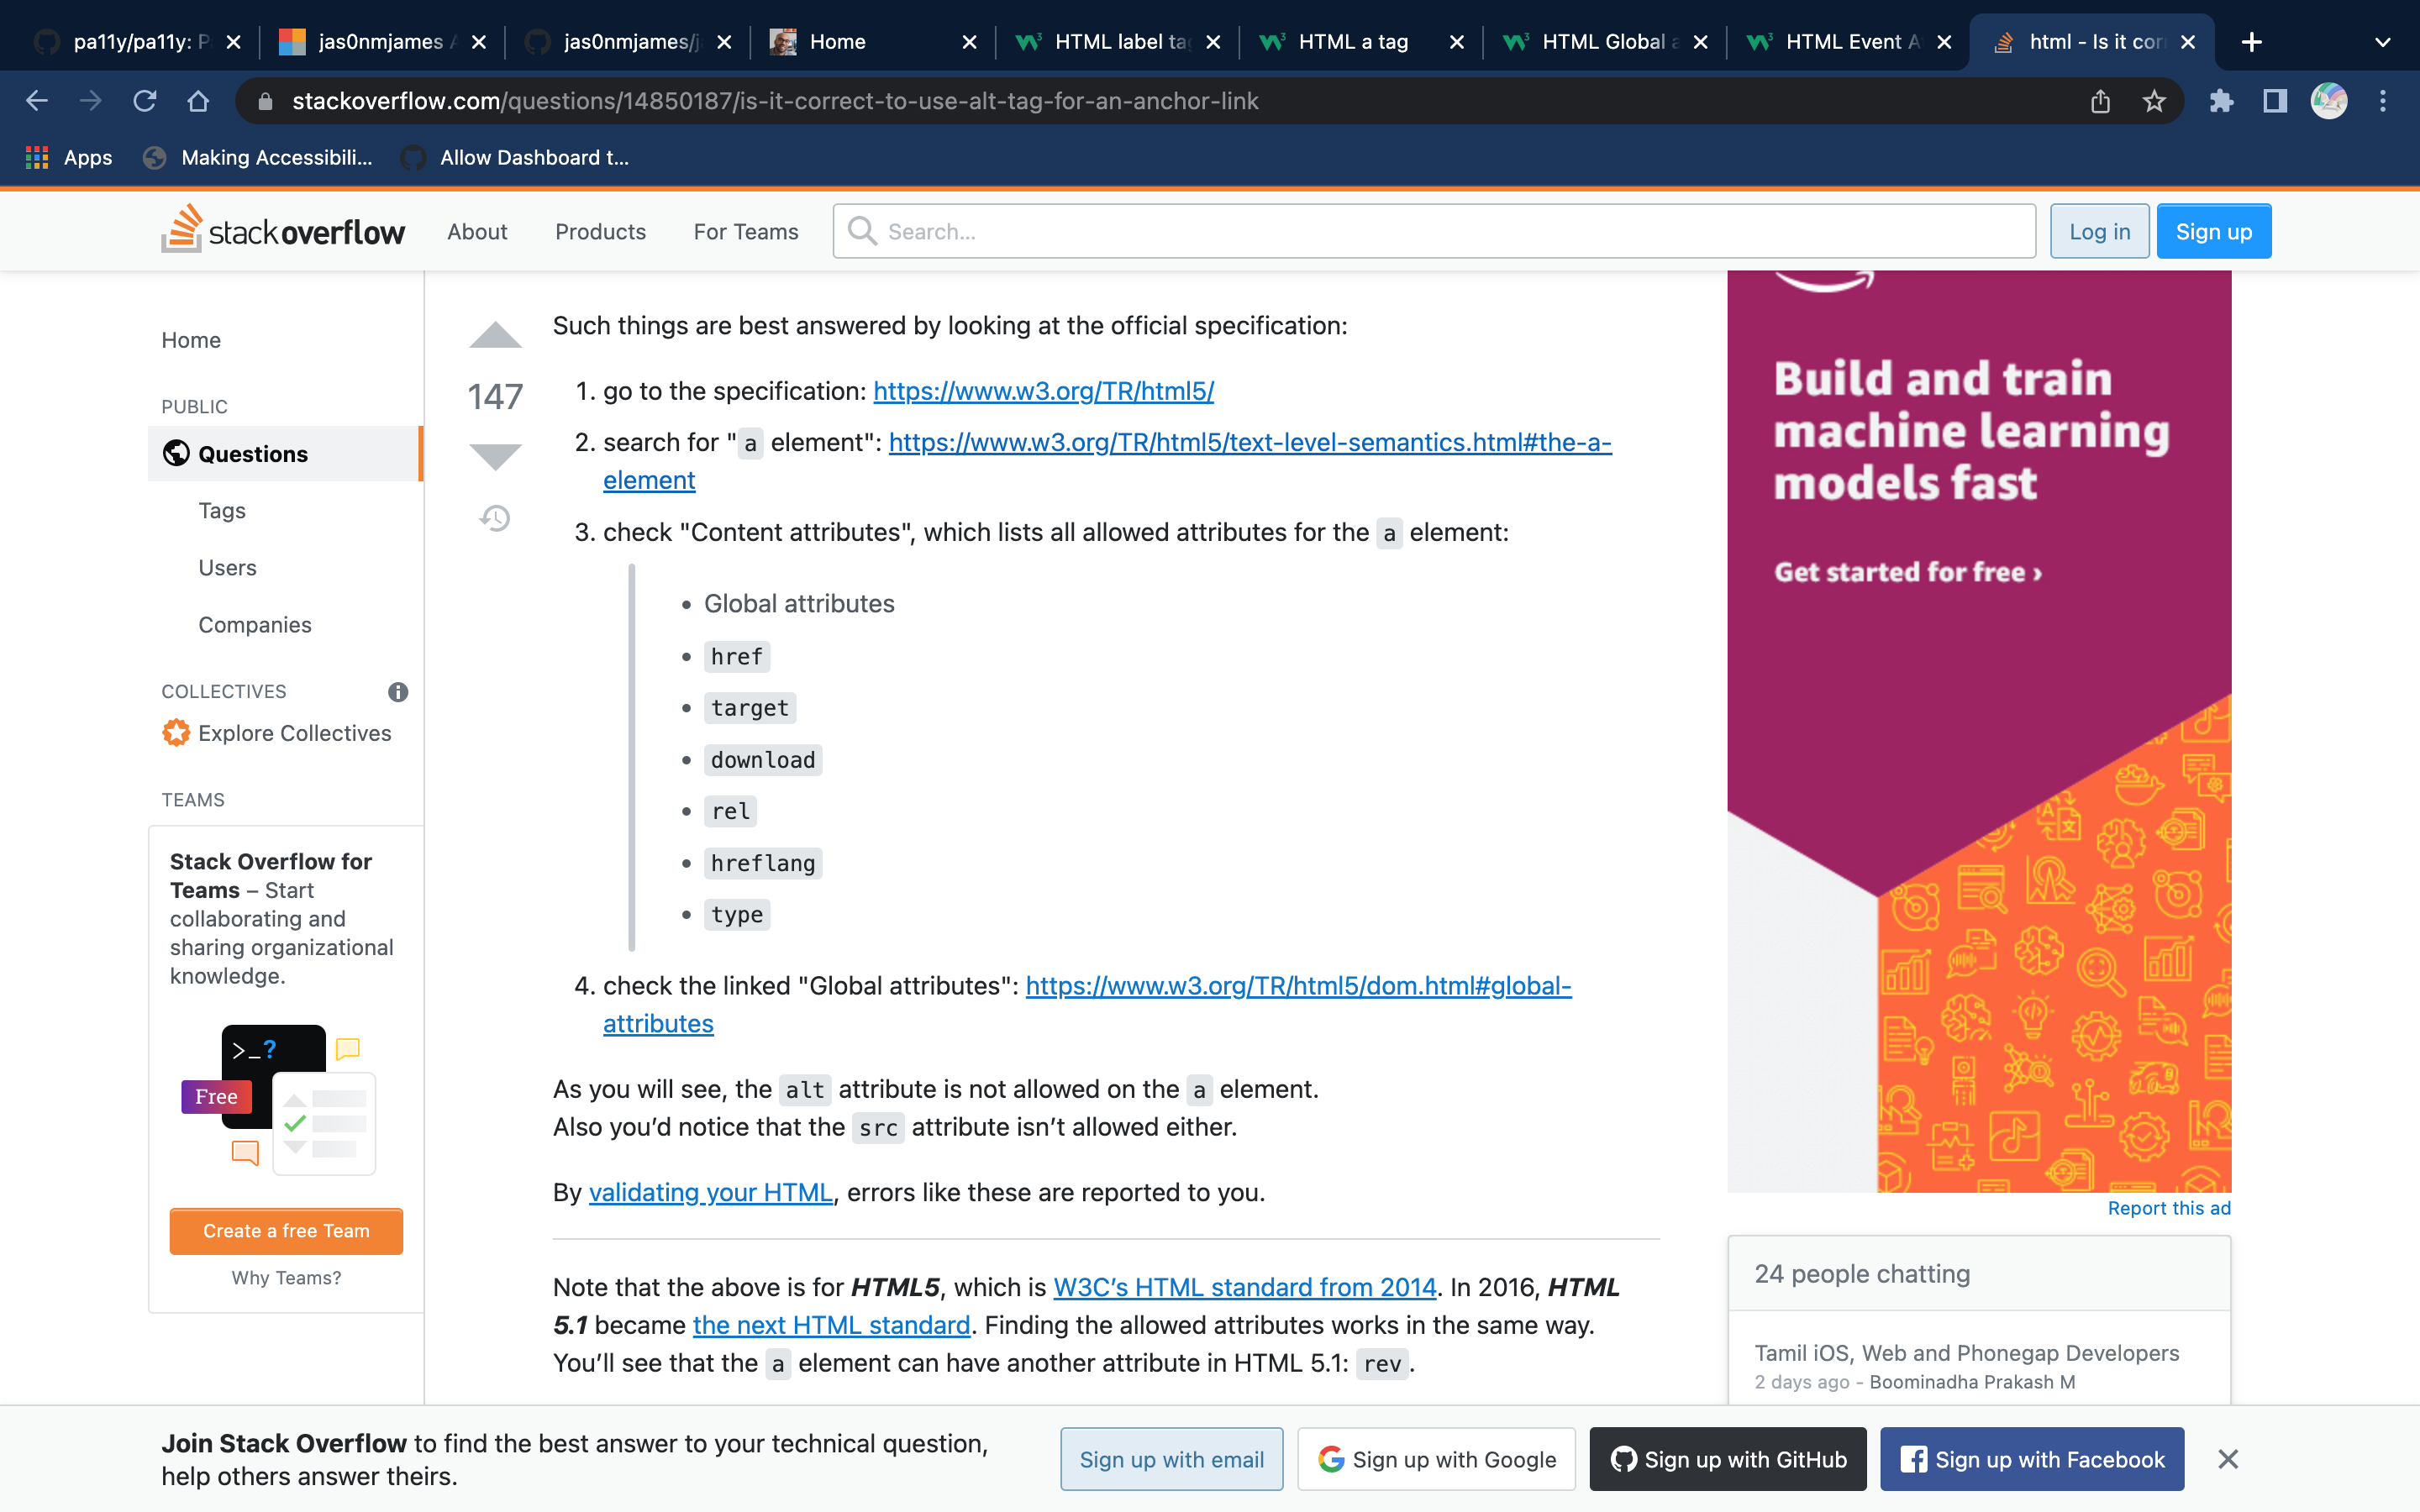 pa11y/pa11y: P
jas0nmjames A
jas0nmjames/j
Home
HTML label tag
HTML a tag
HTML Global a
HTML Event A
html - Is it cor
stackoverflow.com/questions/14850187/is-it-correct-to-use-alt-tag-for-an-anchor-link
Apps
Making Accessibili...
Allow Dashboard t...
stack overflow
About
Products
For Teams
Search...
Log in
Sign up
Home
PUBLIC
Questions
Tags
Users
Companies
COLLECTIVES
Explore Collectives
TEAMS
Stack Overflow for
Teams – Start
collaborating and
sharing organizational
knowledge.
>_?
Free
Create a free Team
Why Teams?
147
Such things are best answered by looking at the official specification:
1. go to the specification: https://www.w3.org/TR/html5/
2. search for "a element": https://www.w3.org/TR/html5/text-level-semantics.html#the-a-
element
3. check "Content attributes", which lists all allowed attributes for the a element:
• Global attributes
• href
• target
• download
• rel
• hreflang
• type
4. check the linked "Global attributes": https://www.w3.org/TR/html5/dom.html#global-
attributes
As you will see, the alt attribute is not allowed on the a element.
Also you’d notice that the src attribute isn’t allowed either.
By validating your HTML, errors like these are reported to you.
Note that the above is for HTML5, which is W3C’s HTML standard from 2014. In 2016, HTML
5.1 became the next HTML standard. Finding the allowed attributes works in the same way.
You’ll see that the a element can have another attribute in HTML 5.1: rev.
Build and train
machine learning
models fast
Get started for free ›
Report this ad
24 people chatting
Tamil iOS, Web and Phonegap Developers
2 days ago - Boominadha Prakash M
Join Stack Overflow to find the best answer to your technical question,
help others answer theirs.
Sign up with email
Sign up with Google
Sign up with GitHub
Sign up with Facebook